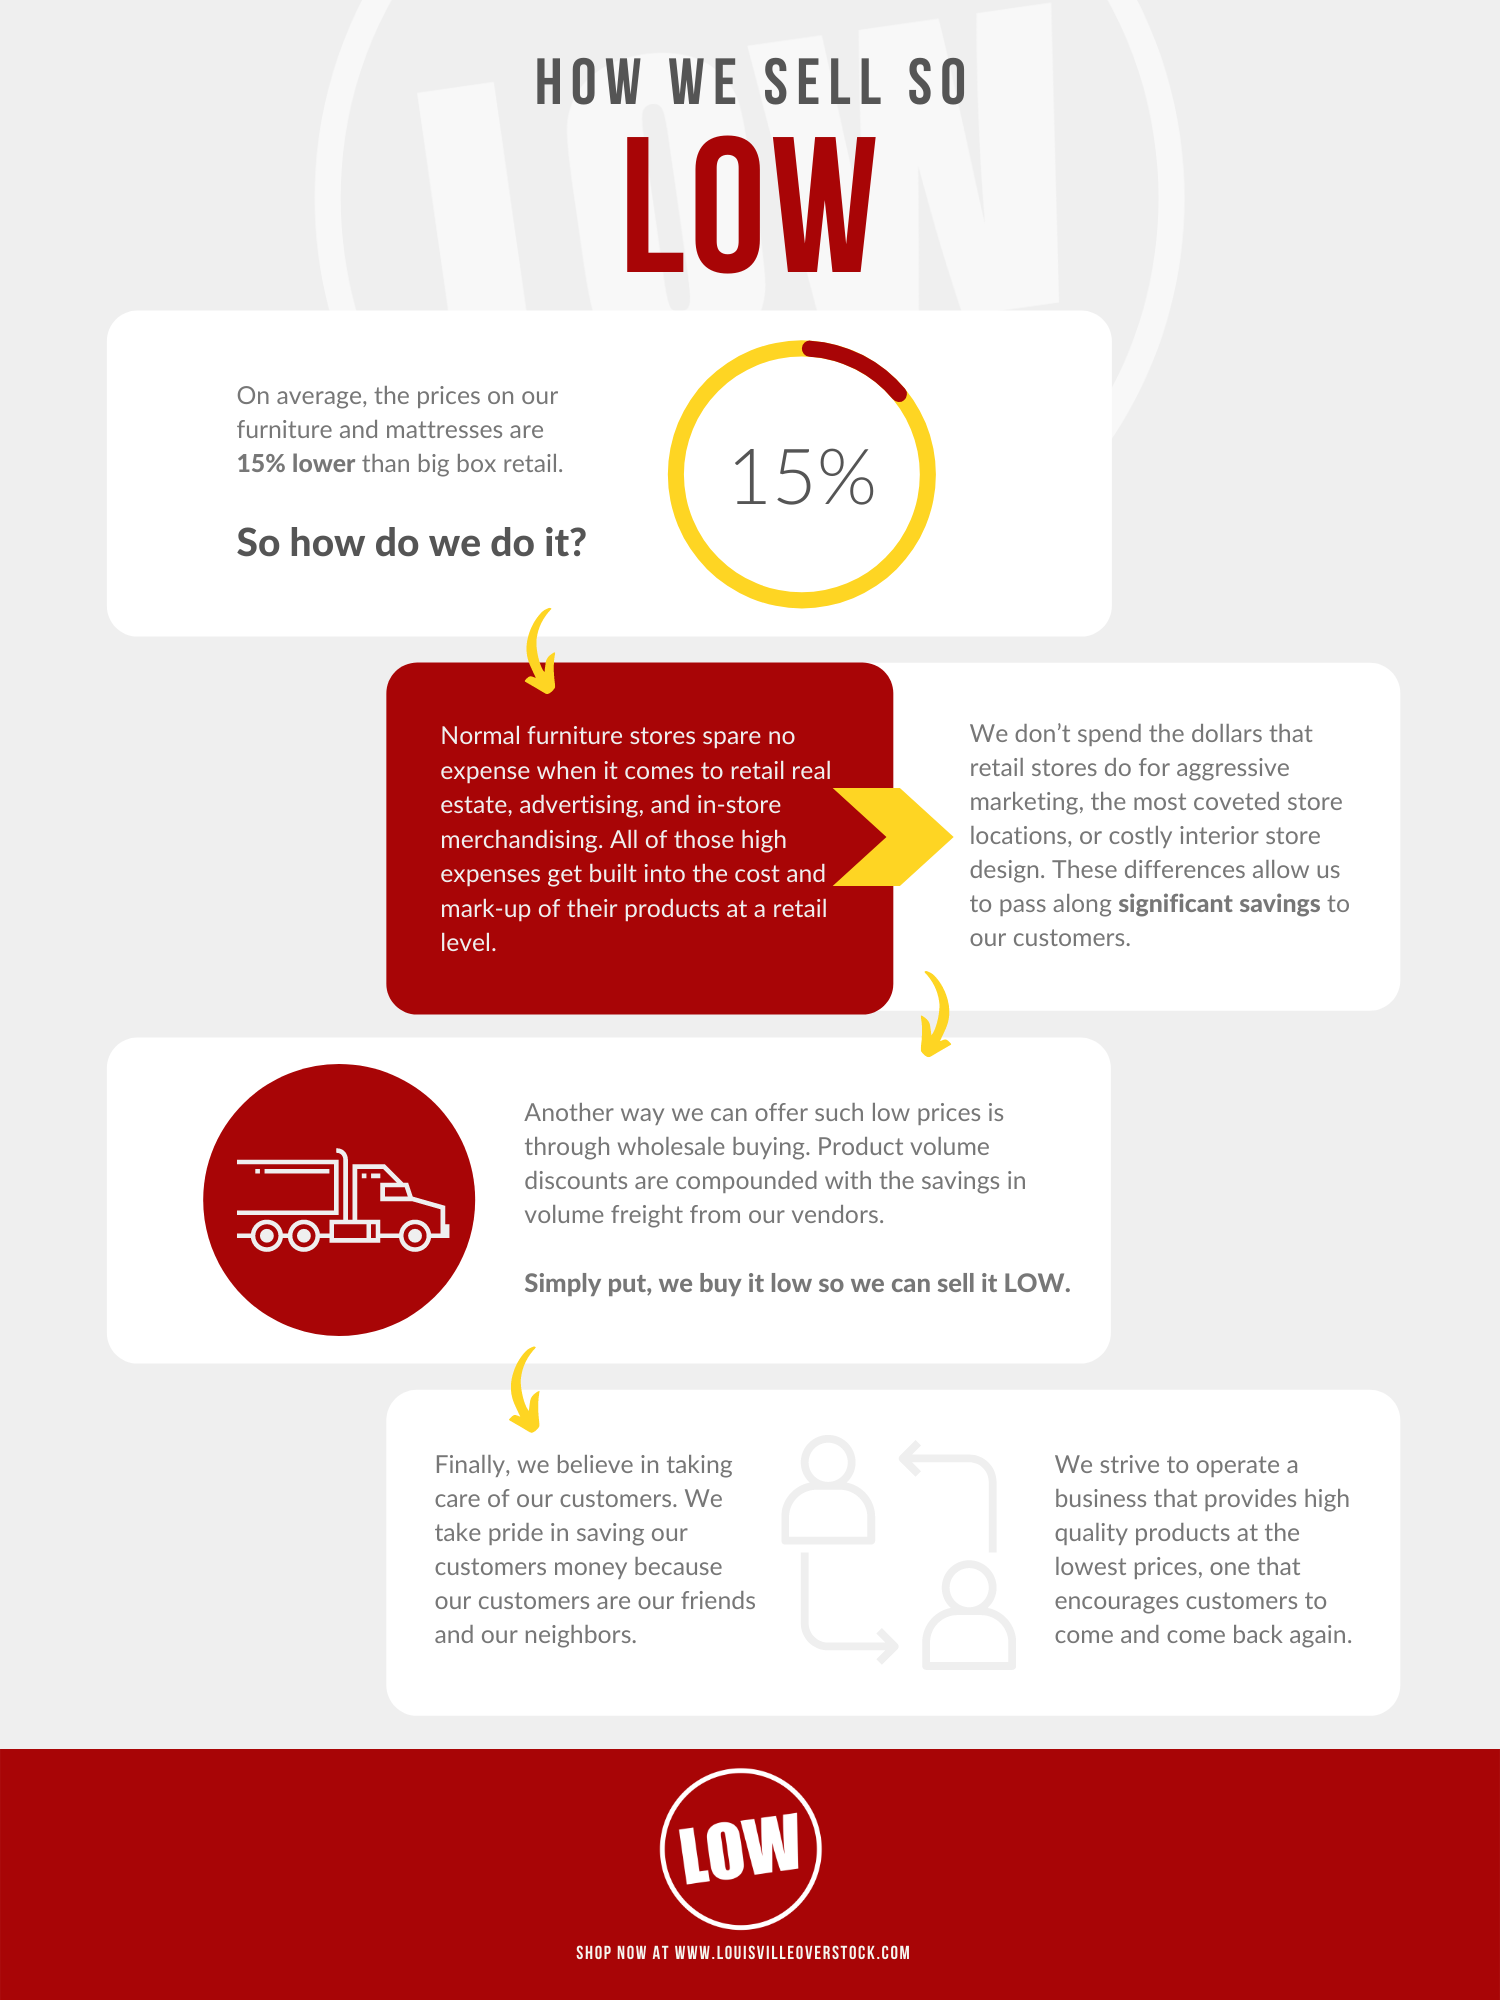 HOW WE SELL SO
LOW
On average, the prices on our
furniture and mattresses are
15% lower than big box retail.
So how do we do it?
15%
Normal furniture stores spare no
expense when it comes to retail real
estate, advertising, and in-store
merchandising. All of those high
expenses get built into the cost and
mark-up of their products at a retail
level.
We don’t spend the dollars that
retail stores do for aggressive
marketing, the most coveted store
locations, or costly interior store
design. These differences allow us
to pass along significant savings to
our customers.
Another way we can offer such low prices is
through wholesale buying. Product volume
discounts are compounded with the savings in
volume freight from our vendors.
Simply put, we buy it low so we can sell it LOW.
Finally, we believe in taking
care of our customers. We
take pride in saving our
customers money because
our customers are our friends
and our neighbors.
We strive to operate a
business that provides high
quality products at the
lowest prices, one that
encourages customers to
come and come back again.
LOW
SHOP NOW AT WWW.LOUISVILLEOVERSTOCK.COM